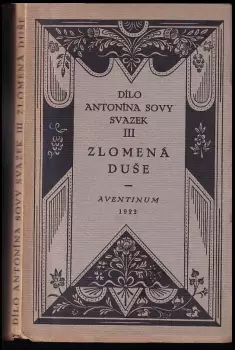 DÍLO
ANTONÍNA SOVY
SVAZEK
III
ZLOMENÁ
DUŠE
AVENTINUM
1922
DÍLO ANTONÍNA SOVY SVAZEK III ZLOMENÁ DUŠE